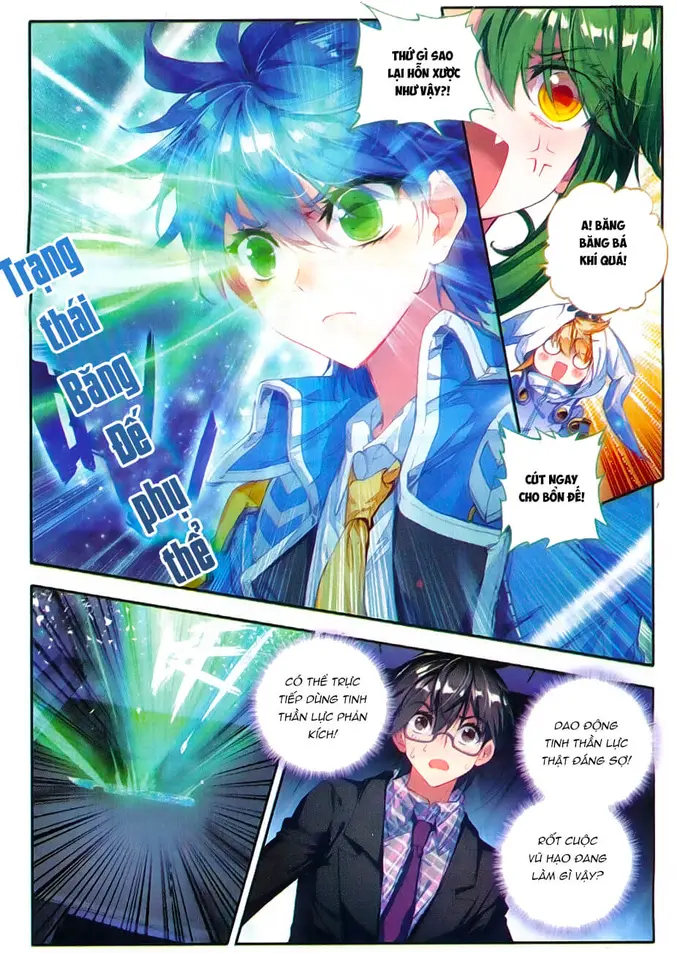 THỨ GÌ SAO
LẠI HỖN XƯỢC
NHƯ VẬY?!
A! BĂNG
BĂNG BÁ
KHÍ QUÁ!
Trạng
thái
Băng
Đế
phụ
thể
CÚT NGAY
CHO BỔN ĐẾ!
CÓ THỂ TRỰC
TIẾP DÙNG TINH
THẦN LỰC PHẢN
KÍCH!
DAO ĐỘNG
TINH THẦN LỰC
THẬT ĐÁNG SỢ!
RỐT CUỘC
VŨ HẠO ĐANG
LÀM GÌ VẬY?